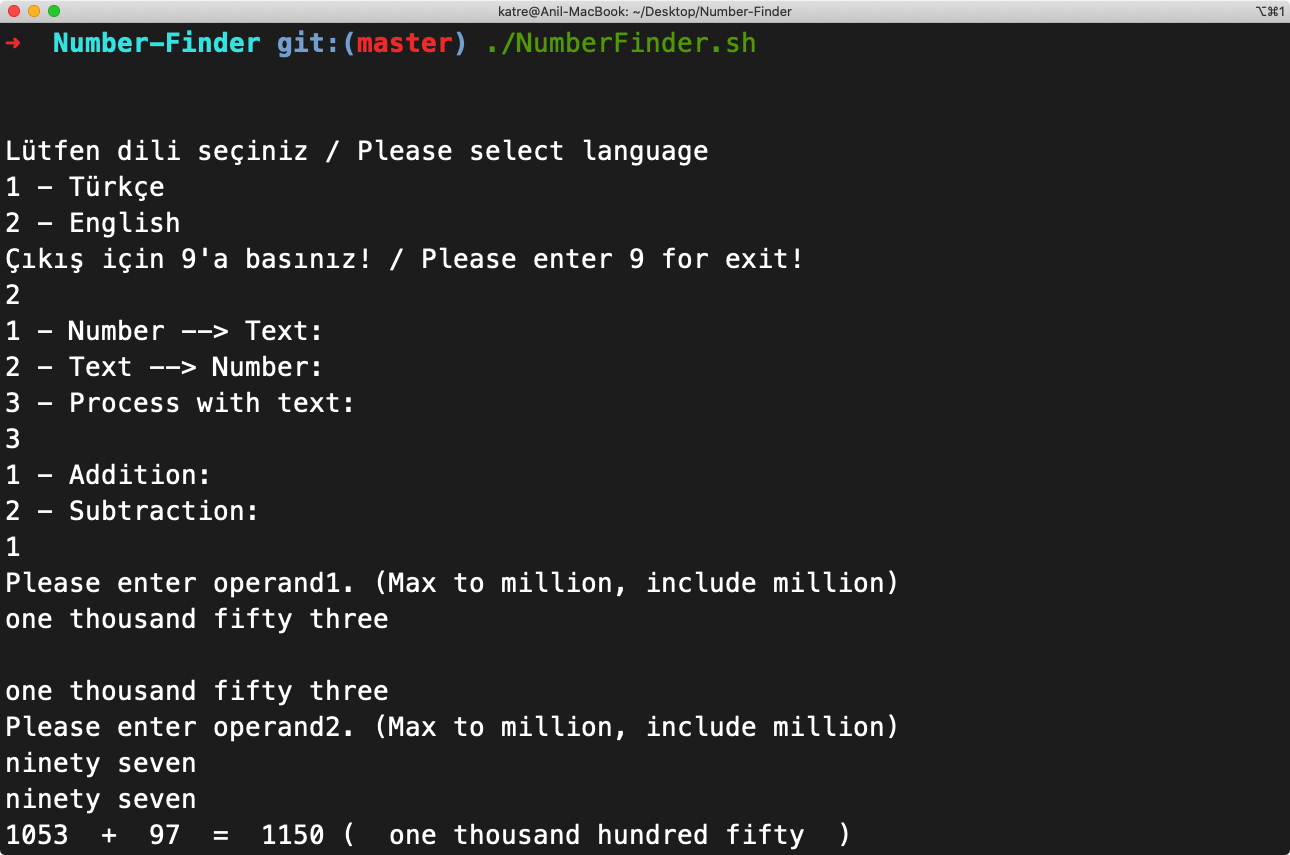 katre@Anil-MacBook: ~/Desktop/Number-Finder
⌥⌘1
➜ Number-Finder git:(master) ./NumberFinder.sh
Lütfen dili seçiniz / Please select language
1 - Türkçe
2 - English
Çıkış için 9'a basınız! / Please enter 9 for exit!
2
1 - Number --> Text:
2 - Text --> Number:
3 - Process with text:
3
1 - Addition:
2 - Subtraction:
1
Please enter operand1. (Max to million, include million)
one thousand fifty three
one thousand fifty three
Please enter operand2. (Max to million, include million)
ninety seven
ninety seven
1053  +  97  =  1150 (  one thousand hundred fifty  )